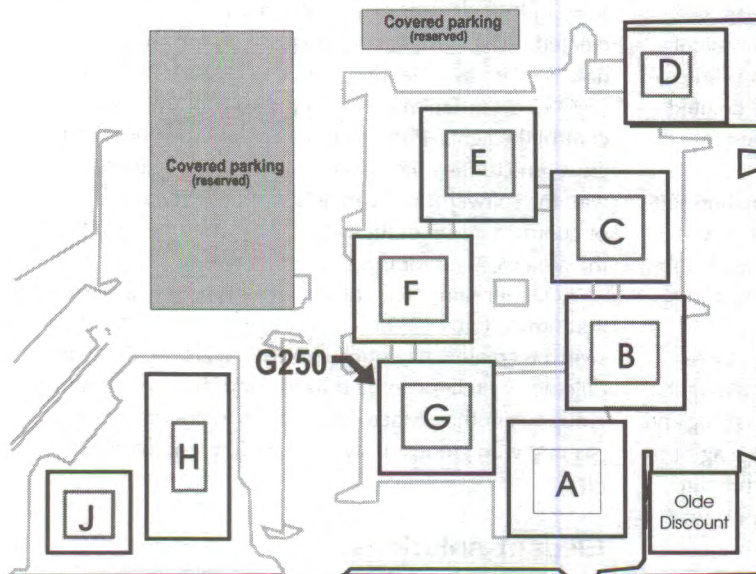 Covered parking
(reserved)
D
Covered parking
(reserved)
E
C
F
B
G250
G
H
A
J
Olde
Discount